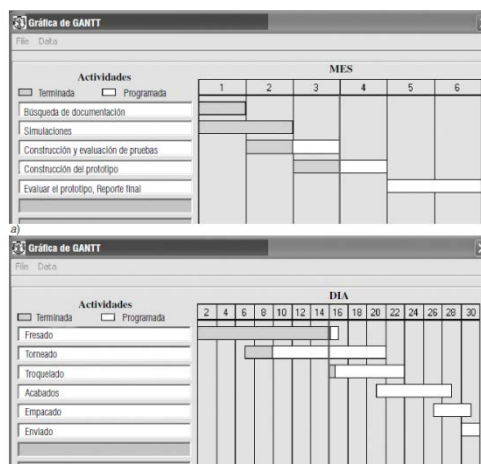 Gráfica de GANTT
File Data
Actividades
Terminada Programada
MES
1 2 3 4 5 6
Búsqueda de documentación
Simulaciones
Construcción y evaluación de pruebas
Construcción del prototipo
Evaluar el prototipo, Reporte final
a)
Gráfica de GANTT
File Data
Actividades
Terminada Programada
DIA
2 4 6 8 10 12 14 16 18 20 22 24 26 28 30
Fresado
Torneado
Troquelado
Acabados
Empacado
Enviado